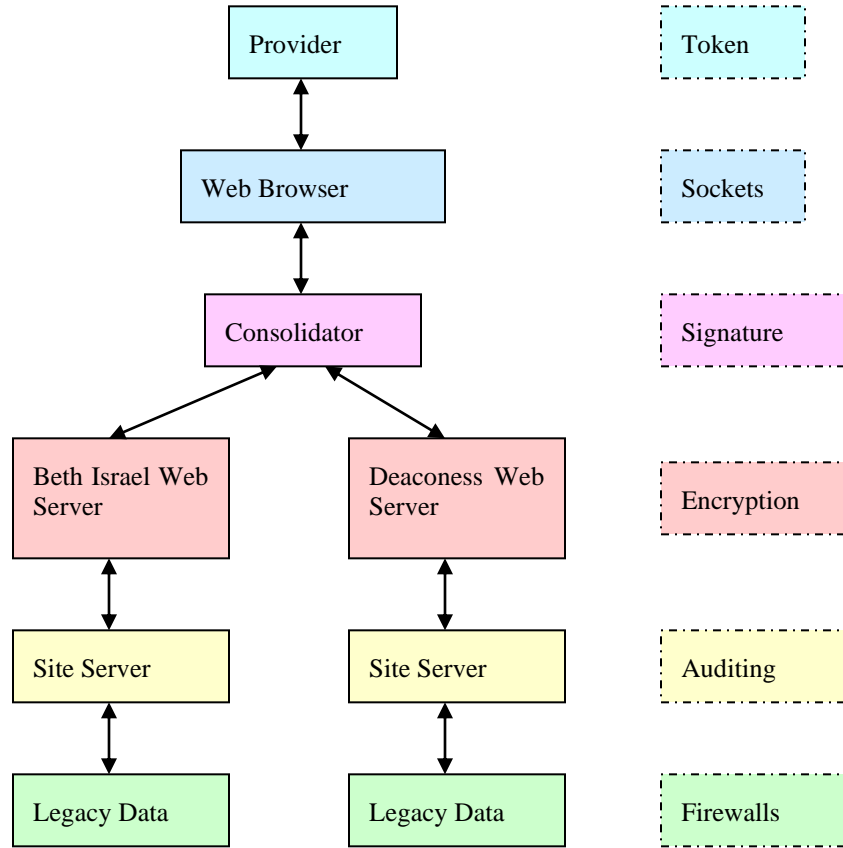 Provider
Token
Web Browser
Sockets
Consolidator
Signature
Beth Israel Web
Server
Deaconess Web
Server
Encryption
Site Server
Site Server
Auditing
Legacy Data
Legacy Data
Firewalls